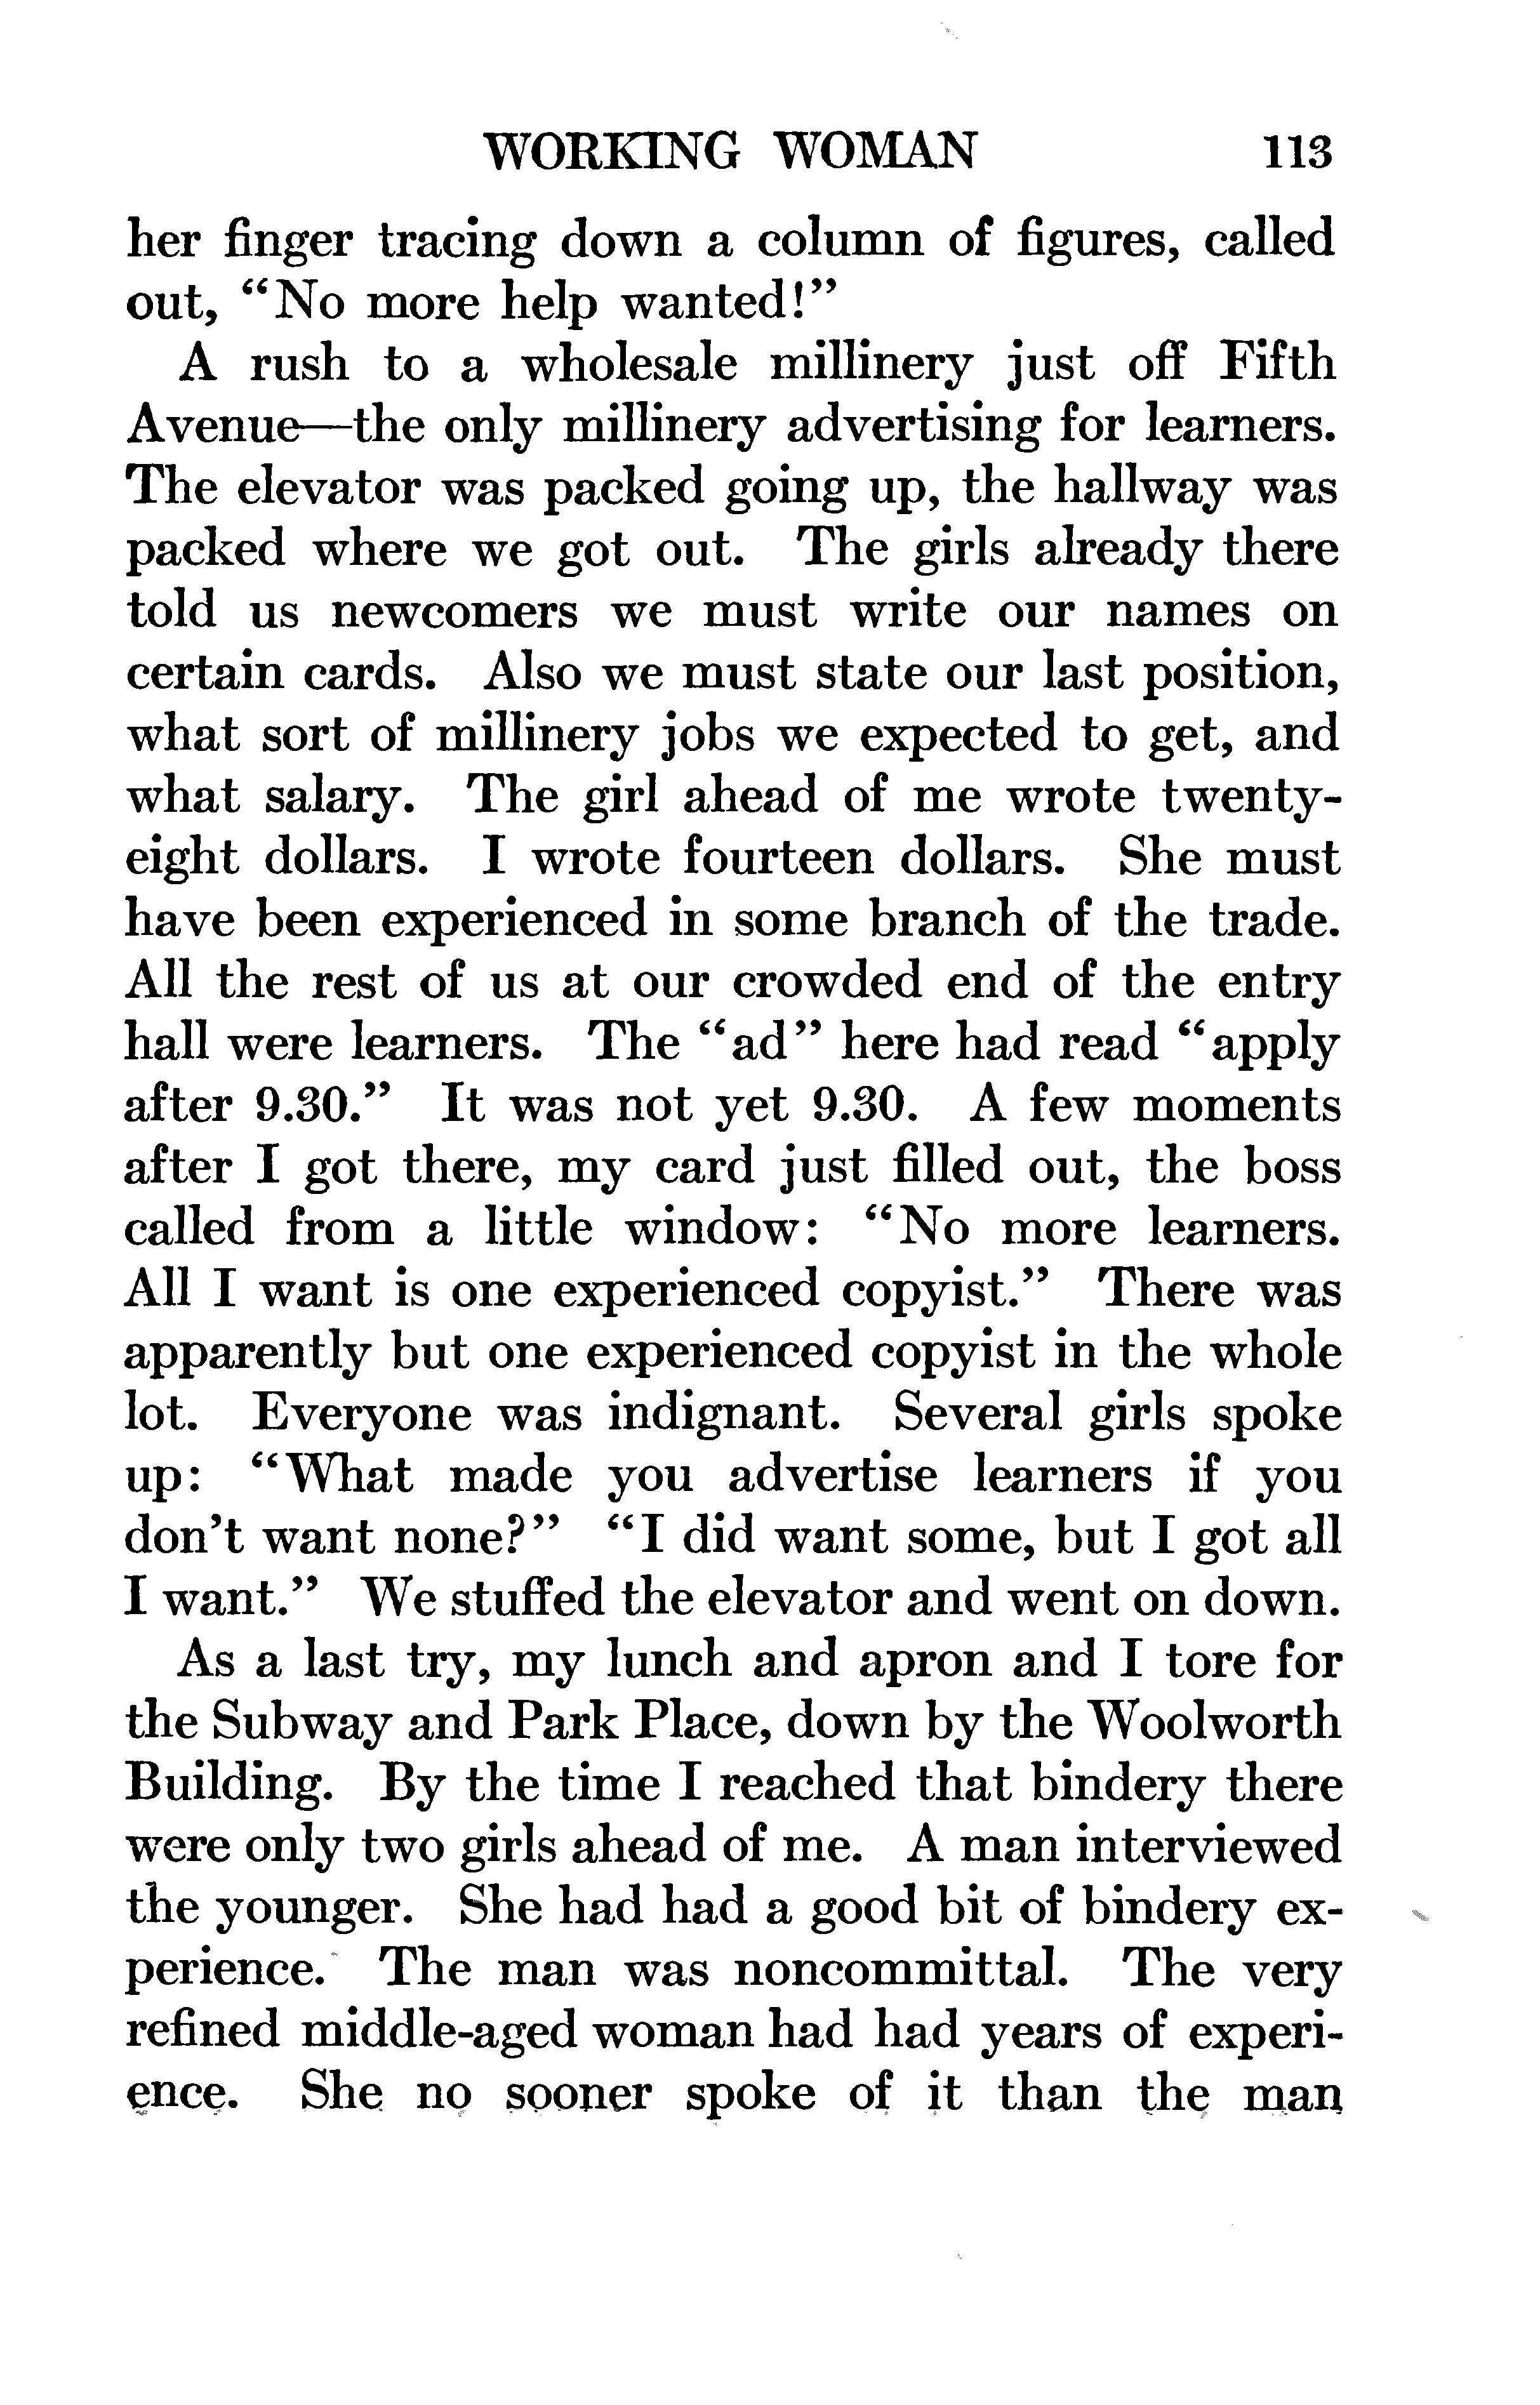 WORKING WOMAN 113
her finger tracing down a column of figures, called
out, “No more help wanted!”
A rush to a wholesale millinery just off Fifth
Avenue—the only millinery advertising for learners.
The elevator was packed going up, the hallway was
packed where we got out. The girls already there
told us newcomers we must write our names on
certain cards. Also we must state our last position,
what sort of millinery jobs we expected to get, and
what salary. The girl ahead of me wrote twenty-
eight dollars. I wrote fourteen dollars. She must
have been experienced in some branch of the trade.
All the rest of us at our crowded end of the entry
hall were learners. The “ad” here had read “apply
after 9.30.” It was not yet 9.30. A few moments
after I got there, my card just filled out, the boss
called from a little window: “No more learners.
All I want is one experienced copyist.” There was
apparently but one experienced copyist in the whole
lot. Everyone was indignant. Several girls spoke
up: “What made you advertise learners if you
don’t want none?” “I did want some, but I got all
I want.” We stuffed the elevator and went on down.
As a last try, my lunch and apron and I tore for
the Subway and Park Place, down by the Woolworth
Building. By the time I reached that bindery there
were only two girls ahead of me. A man interviewed
the younger. She had had a good bit of bindery ex-
perience. The man was noncommittal. The very
refined middle-aged woman had had years of experi-
ence. She no sooner spoke of it than the man